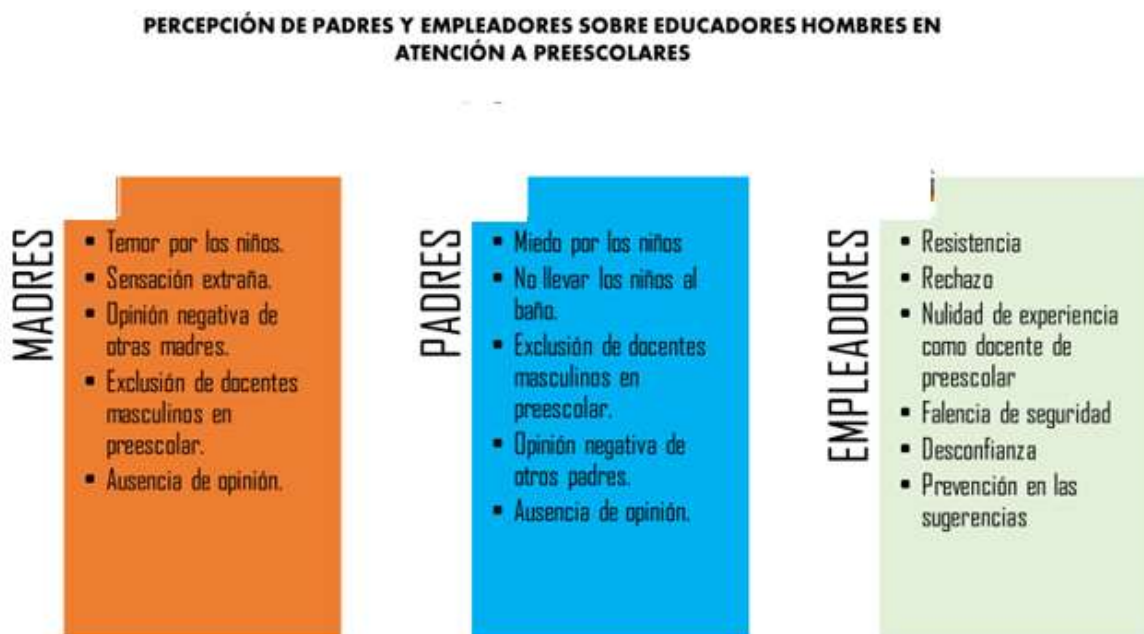 PERCEPCIÓN DE PADRES Y EMPLEADORES SOBRE EDUCADORES HOMBRES EN
ATENCIÓN A PREESCOLARES
MADRES
▪ Temor por los niños.
▪ Sensación extraña.
▪ Opinión negativa de
otras madres.
▪ Exclusión de docentes
masculinos en
preescolar.
▪ Ausencia de opinión.
PADRES
▪ Miedo por los niños
▪ No llevar los niños al
baño.
▪ Exclusión de docentes
masculinos en
preescolar.
▪ Opinión negativa de
otros padres.
▪ Ausencia de opinión.
EMPLEADORES
▪ Resistencia
▪ Rechazo
▪ Nulidad de experiencia
como docente de
preescolar
▪ Falencia de seguridad
▪ Desconfianza
▪ Prevención en las
sugerencias